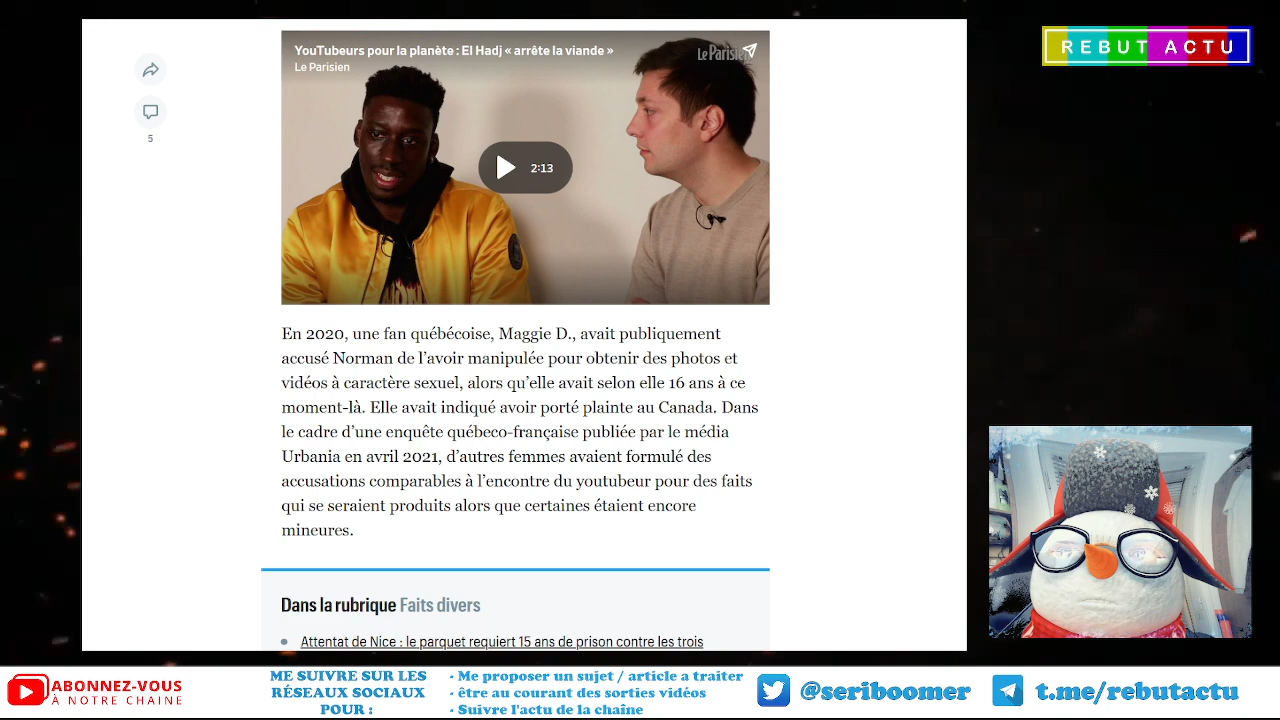 YouTubeurs pour la planète : El Hadj « arrête la viande »
Le Parisien
Le Parisien
REBUT ACTU
5
2:13
En 2020, une fan québécoise, Maggie D., avait publiquement
accusé Norman de l’avoir manipulée pour obtenir des photos et
vidéos à caractère sexuel, alors qu’elle avait selon elle 16 ans à ce
moment-là. Elle avait indiqué avoir porté plainte au Canada. Dans
le cadre d’une enquête québeco-française publiée par le média
Urbania en avril 2021, d’autres femmes avaient formulé des
accusations comparables à l’encontre du youtubeur pour des faits
qui se seraient produits alors que certaines étaient encore
mineures.
Dans la rubrique Faits divers
Attentat de Nice : le parquet requiert 15 ans de prison contre les trois
ABONNEZ-VOUS
À NOTRE CHAINE
ME SUIVRE SUR LES
RÉSEAUX SOCIAUX
POUR :
- Me proposer un sujet / article a traiter
- être au courant des sorties vidéos
- Suivre l'actu de la chaîne
@seriboomer
t.me/rebutactu